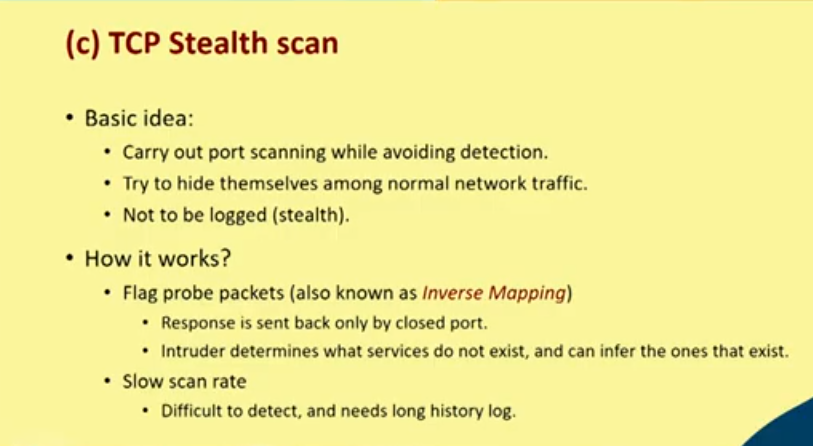 (c) TCP Stealth scan
• Basic idea:
• Carry out port scanning while avoiding detection.
• Try to hide themselves among normal network traffic.
• Not to be logged (stealth).
• How it works?
• Flag probe packets (also known as Inverse Mapping)
• Response is sent back only by closed port.
• Intruder determines what services do not exist, and can infer the ones that exist.
• Slow scan rate
• Difficult to detect, and needs long history log.